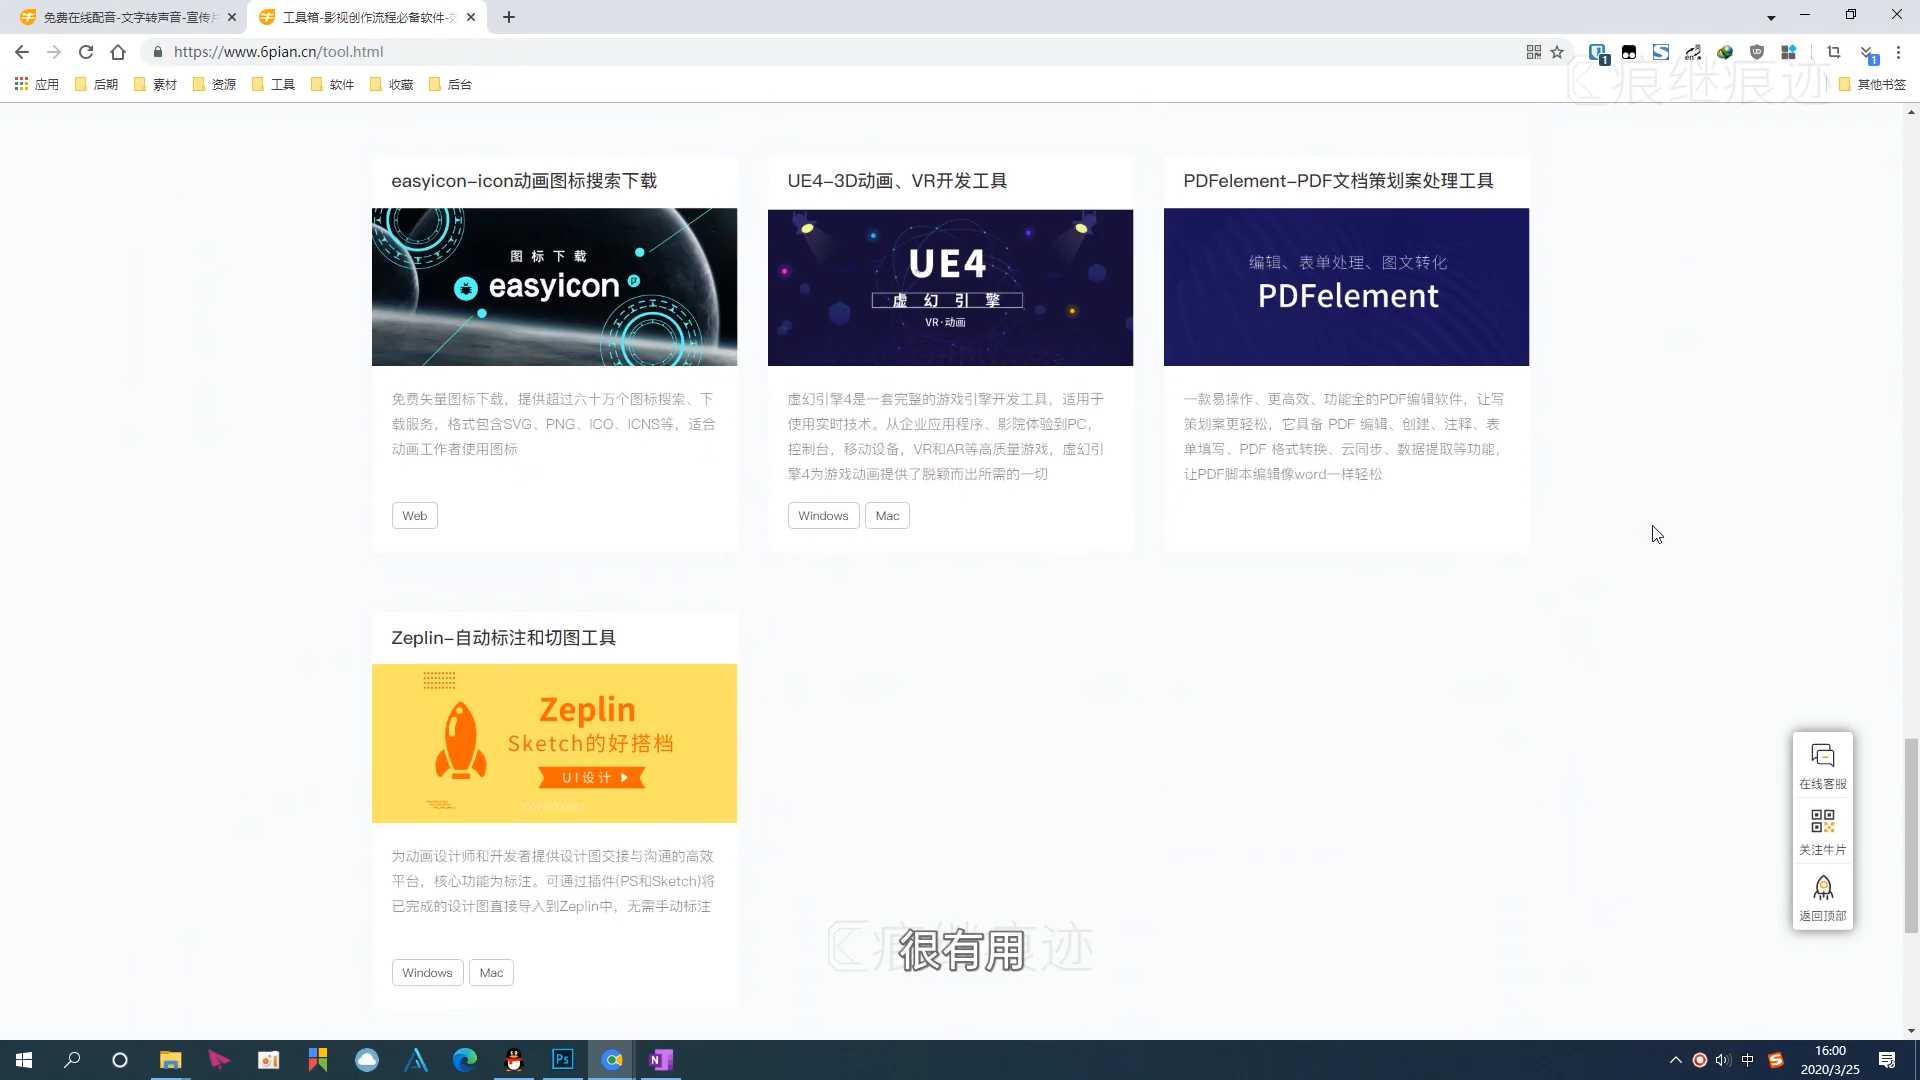 免费在线配音-文字转声音-宣传片
工具箱-影视创作流程必备软件-
https://www.6pian.cn/tool.html
应用
后期
素材
资源
工具
软件
收藏
后台
其他书签
痕继痕迹
easyicon-icon动画图标搜索下载
图标下载
easyicon
免费矢量图标下载，提供超过六十万个图标搜索、下
载服务，格式包含SVG、PNG、ICO、ICNS等，适合
动画工作者使用图标
Web
UE4-3D动画、VR开发工具
UE4
虚幻引擎
VR·动画
虚幻引擎4是一套完整的游戏引擎开发工具，适用于
使用实时技术。从企业应用程序、影院体验到PC，
控制台，移动设备，VR和AR等高质量游戏，虚幻引
擎4为游戏动画提供了脱颖而出所需的一切
Windows
Mac
PDFelement-PDF文档策划案处理工具
编辑、表单处理、图文转化
PDFelement
一款易操作、更高效、功能全的PDF编辑软件，让写
策划案更轻松，它具备 PDF 编辑、创建、注释、表
单填写、PDF 格式转换、云同步、数据提取等功能，
让PDF脚本编辑像word一样轻松
Zeplin-自动标注和切图工具
Zeplin
Sketch的好搭档
UI设计
为动画设计师和开发者提供设计图交接与沟通的高效
平台，核心功能为标注。可通过插件(PS和Sketch)将
已完成的设计图直接导入到Zeplin中，无需手动标注
Windows
Mac
在线客服
关注牛片
返回顶部
很有用
Ps
中
16:00
2020/3/25